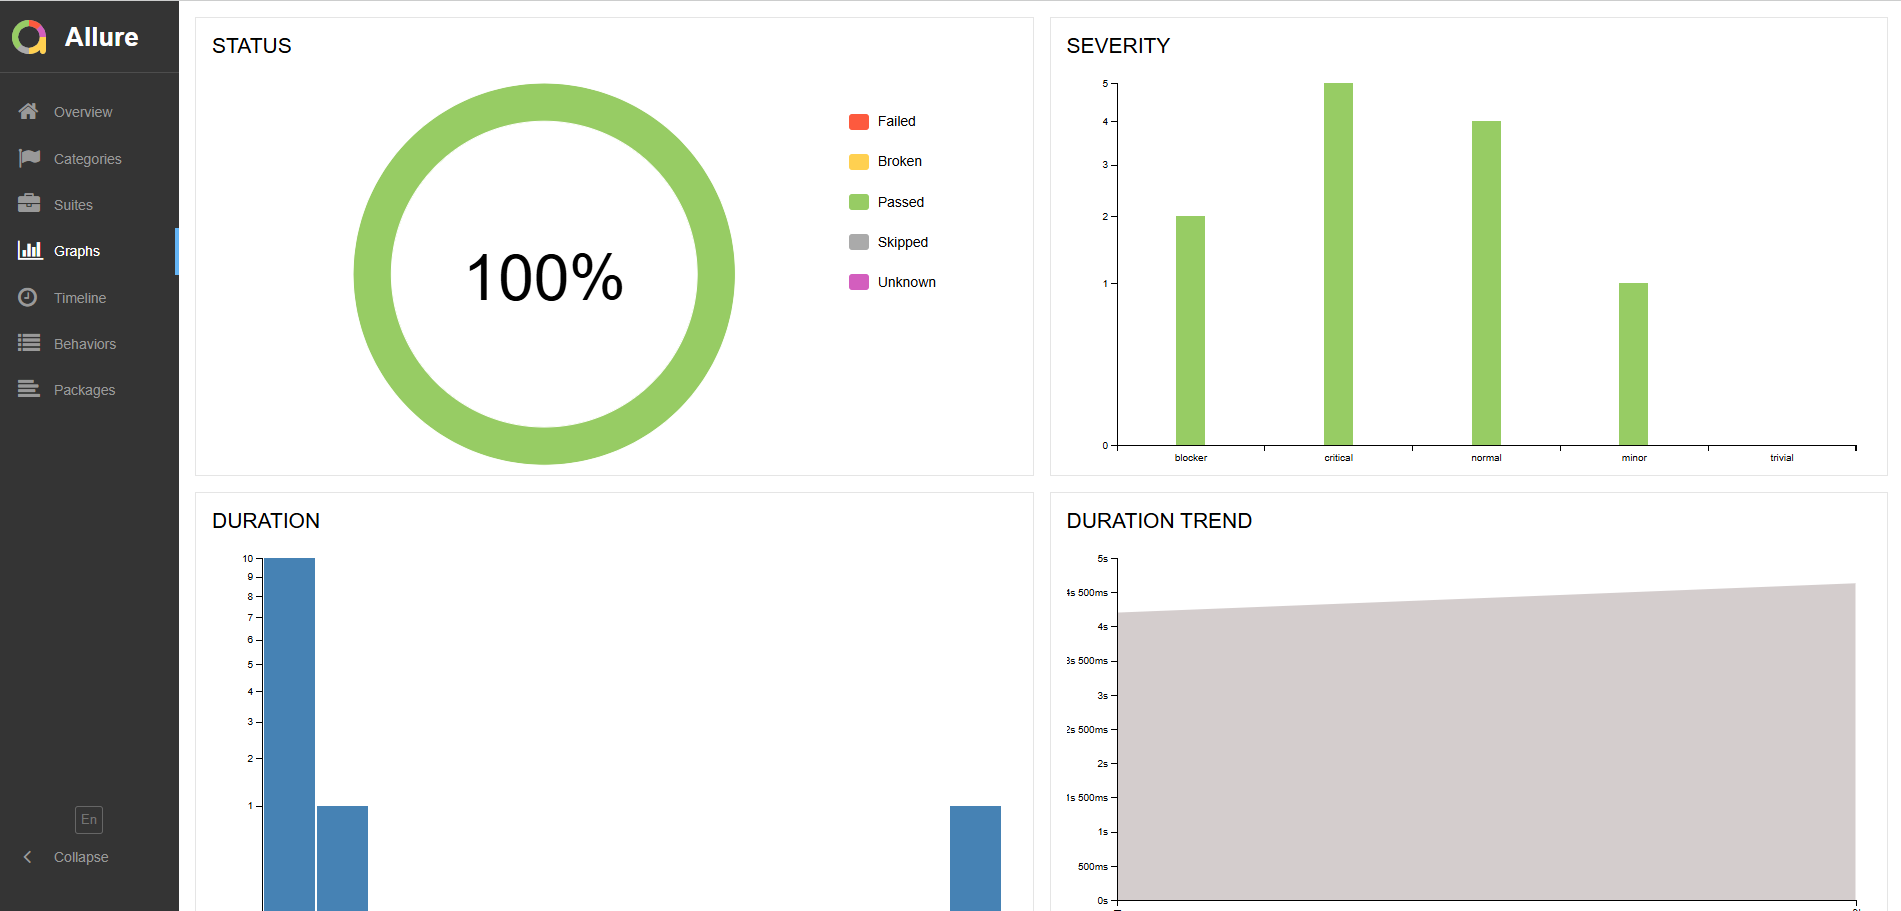 Allure
Overview
Categories
Suites
Graphs
Timeline
Behaviors
Packages
En
Collapse
STATUS
100%
Failed
Broken
Passed
Skipped
Unknown
SEVERITY
5
4
3
2
1
0
blocker critical normal minor trivial
DURATION
10
9
8
7
6
5
4
3
2
1
DURATION TREND
5s
4s 500ms
4s
3s 500ms
3s
2s 500ms
2s
1s 500ms
1s
500ms
0s